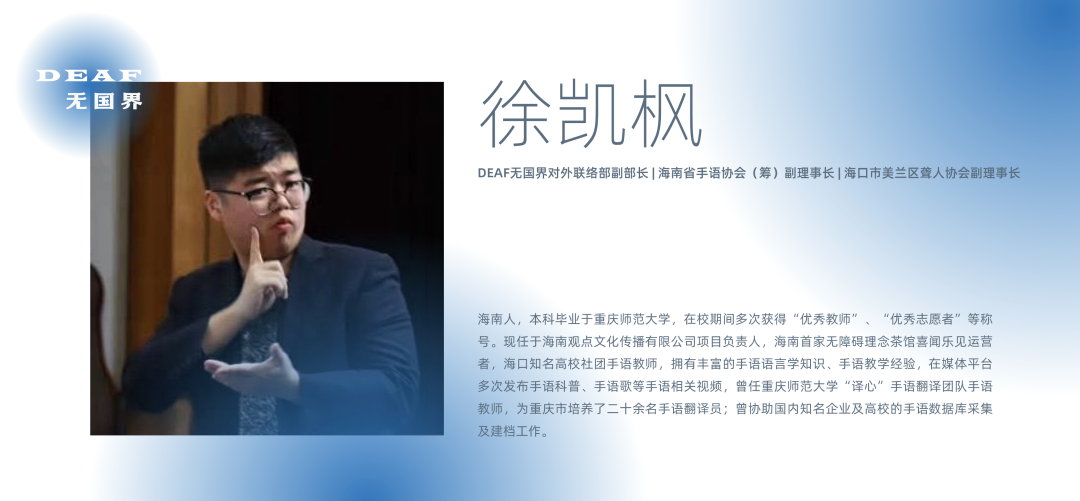 DEAF
无国界
徐凯枫
DEAF无国界对外联络部副部长 | 海南省手语协会（筹）副理事长 | 海口市美兰区聋人协会副理事长
海南人，本科毕业于重庆师范大学，在校期间多次获得“优秀教师”、“优秀志愿者”等称
号。现任于海南观点文化传播有限公司项目负责人，海南首家无障碍理念茶馆喜闻乐见运营
者，海口知名高校社团手语教师，拥有丰富的手语语言学知识、手语教学经验，在媒体平台
多次发布手语科普、手语歌等手语相关视频，曾任重庆师范大学“译心”手语翻译团队手语
教师，为重庆市培养了二十余名手语翻译员；曾协助国内知名企业及高校的手语数据库采集
及建档工作。